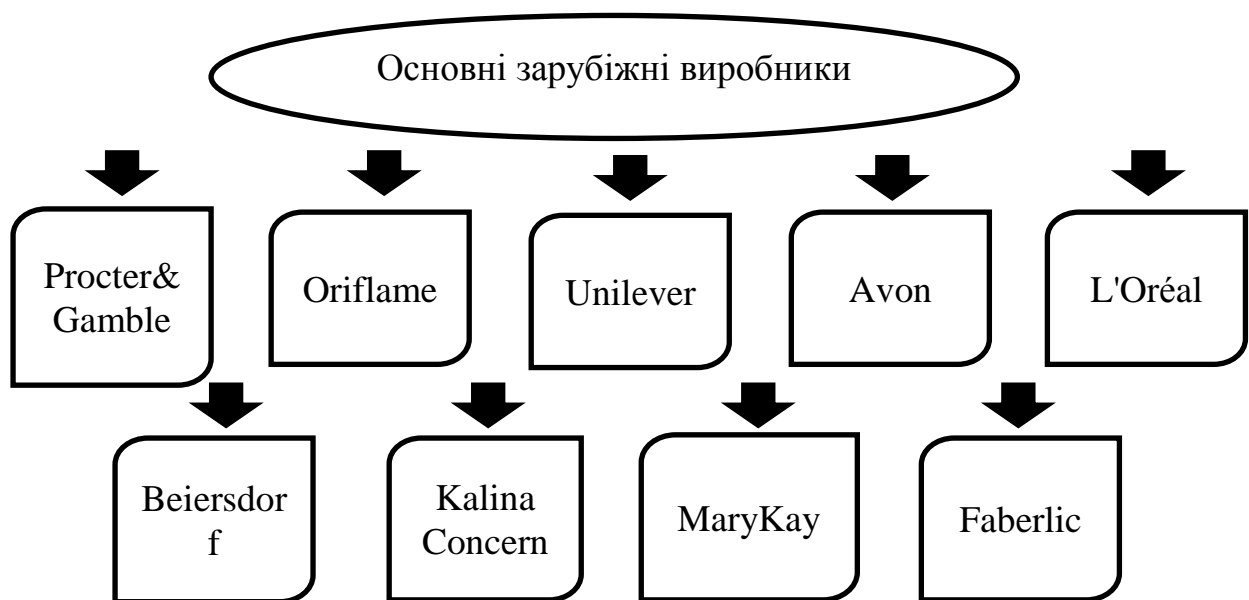 Основні зарубіжні виробники
Procter&
Gamble
Oriflame
Unilever
Avon
L'Oréal
Beiersdor
f
Kalina
Concern
MaryKay
Faberlic